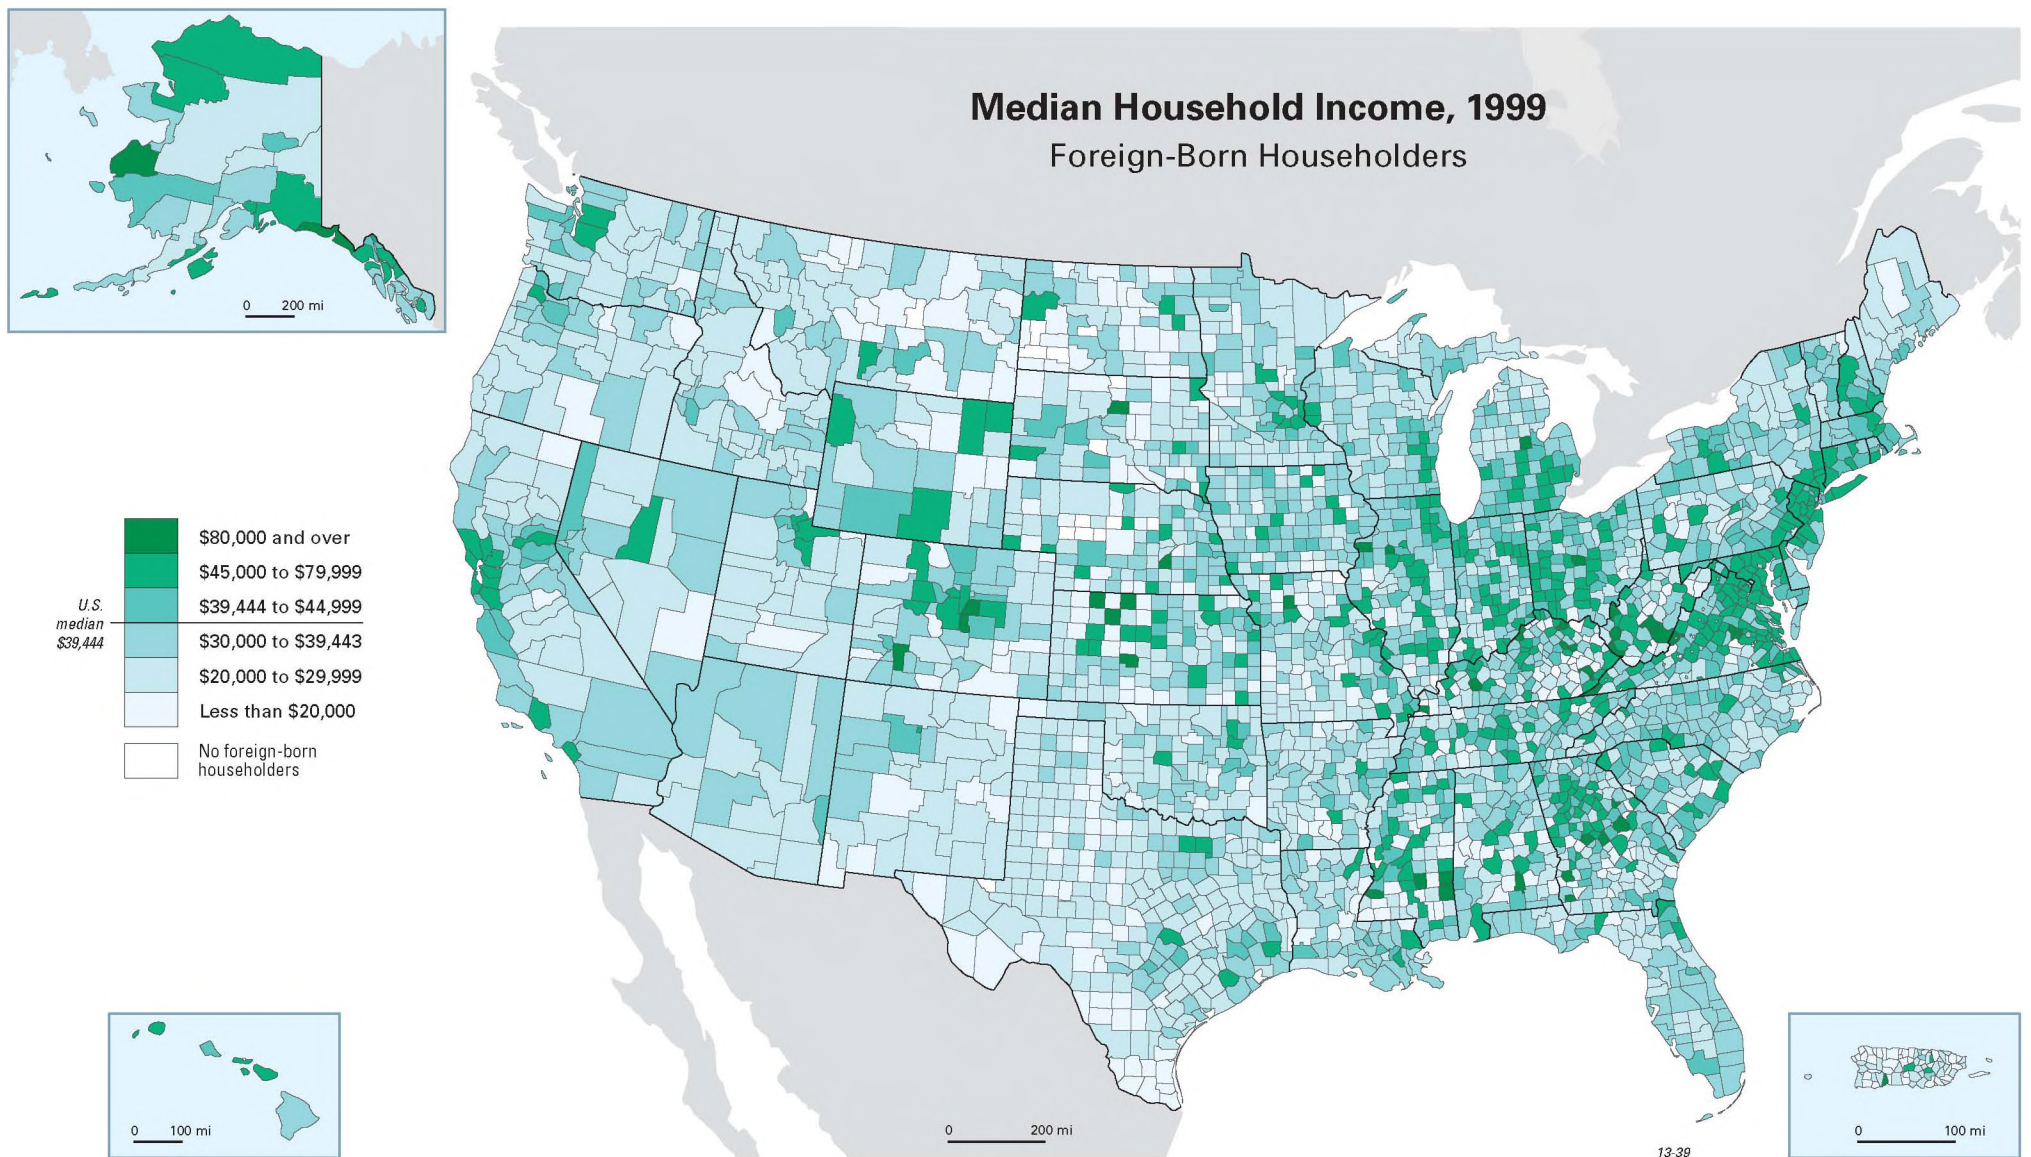 Median Household Income, 1999
Foreign-Born Householders
0 200 mi
$80,000 and over
$45,000 to $79,999
$39,444 to $44,999
U.S.
median
$39,444
$30,000 to $39,443
$20,000 to $29,999
Less than $20,000
No foreign-born
householders
0 100 mi
0 200 mi
0 100 mi
13-39